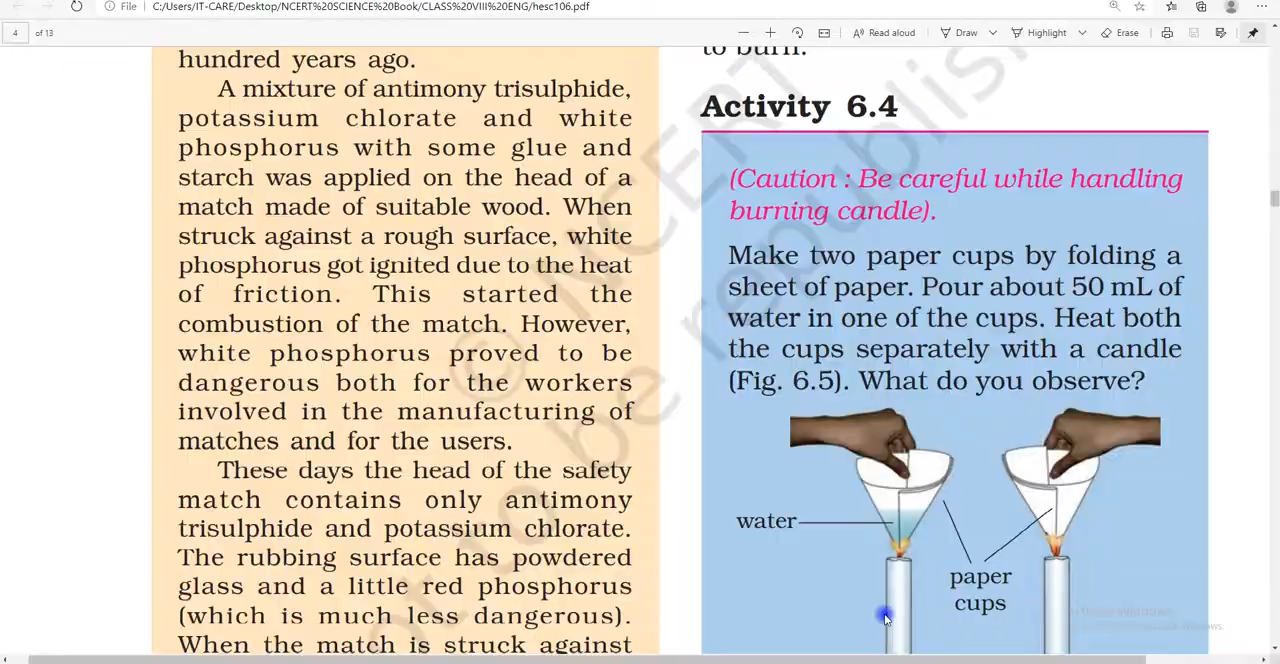 File
C:/Users/IT-CARE/Desktop/NCERT%20SCIENCE%20Book/CLASS%20VIII%20ENG/hesc106.pdf
4
of 13
Read aloud
Draw
Highlight
Erase
hundred years ago.
A mixture of antimony trisulphide,
potassium chlorate and white
phosphorus with some glue and
starch was applied on the head of a
match made of suitable wood. When
struck against a rough surface, white
phosphorus got ignited due to the heat
of friction. This started the
combustion of the match. However,
white phosphorus proved to be
dangerous both for the workers
involved in the manufacturing of
matches and for the users.
These days the head of the safety
match contains only antimony
trisulphide and potassium chlorate.
The rubbing surface has powdered
glass and a little red phosphorus
(which is much less dangerous).
When the match is struck against
to burn.
Activity 6.4
(Caution : Be careful while handling
burning candle).
Make two paper cups by folding a
sheet of paper. Pour about 50 mL of
water in one of the cups. Heat both
the cups separately with a candle
(Fig. 6.5). What do you observe?
water
paper
cups
© NCERT
not to be republish